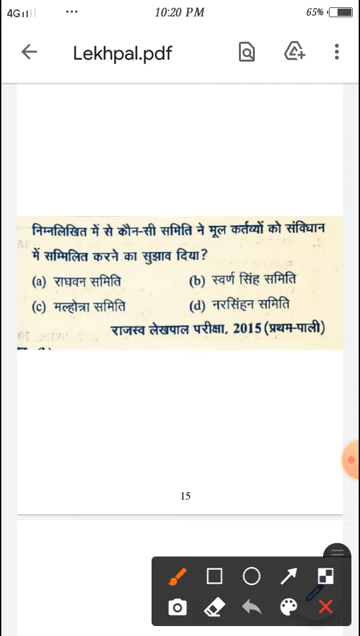 4G
10:20 PM
65%
Lekhpal.pdf
निम्नलिखित में से कौन-सी समिति ने मूल कर्तव्यों को संविधान
में सम्मिलित करने का सुझाव दिया?
(a) राघवन समिति (b) स्वर्ण सिंह समिति
(c) मल्होत्रा समिति (d) नरसिंहन समिति
राजस्व लेखपाल परीक्षा, 2015 (प्रथम-पाली)
15